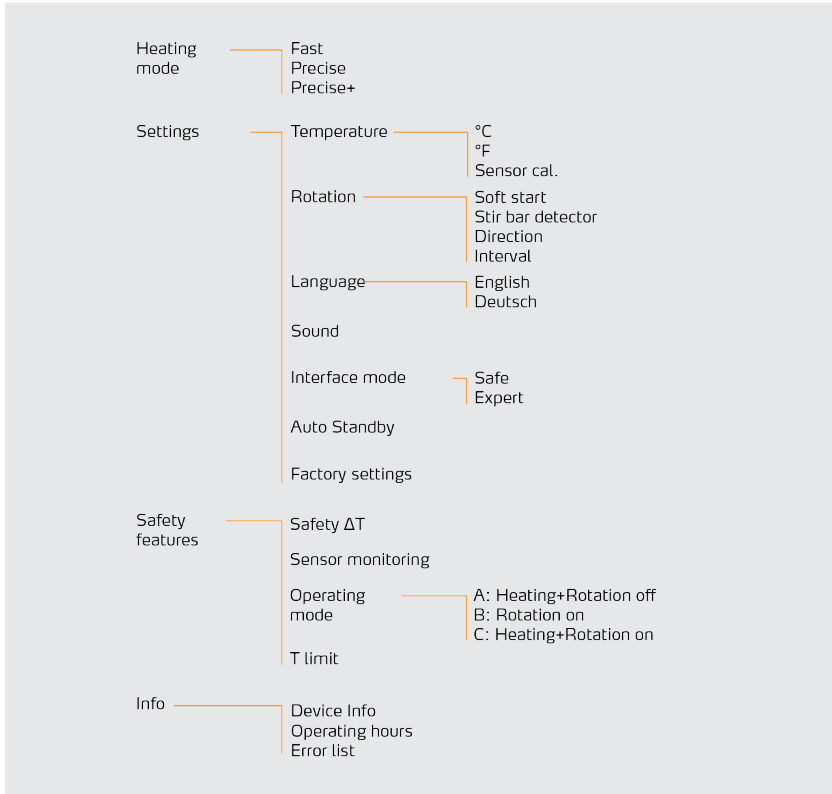 Heating
mode
Fast
Precise
Precise+
Settings
Temperature
°C
°F
Sensor cal.
Rotation
Soft start
Stir bar detector
Direction
Interval
Language
English
Deutsch
Sound
Interface mode
Safe
Expert
Auto Standby
Factory settings
Safety
features
Safety ΔT
Sensor monitoring
Operating
mode
A: Heating+Rotation off
B: Rotation on
C: Heating+Rotation on
T limit
Info
Device Info
Operating hours
Error list